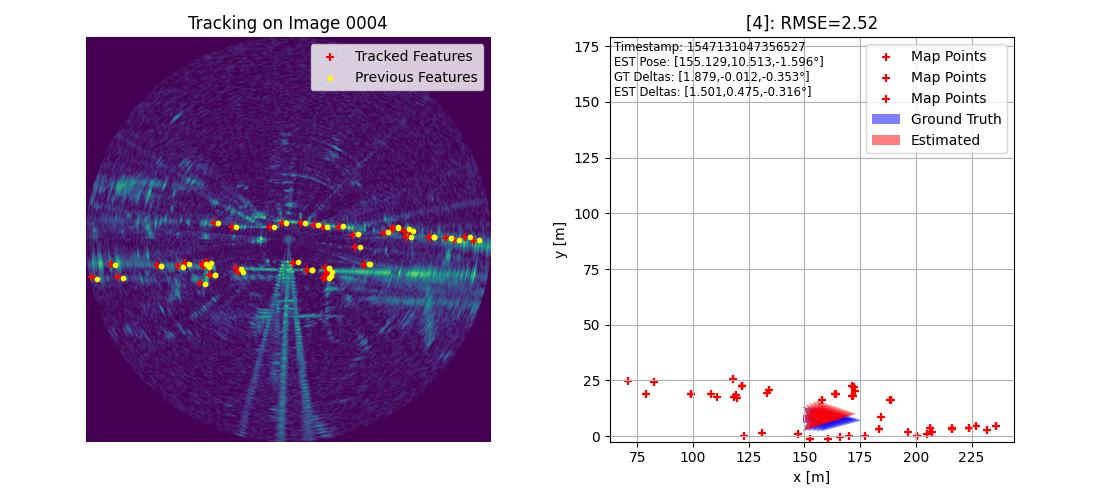 Tracking on Image 0004
Tracked Features
Previous Features
[4]: RMSE=2.52
Timestamp: 1547131047356527
EST Pose: [155.129,10.513,-1.596°]
GT Deltas: [1.879,-0.012,-0.353°]
EST Deltas: [1.501,0.475,-0.316°]
Map Points
Map Points
Map Points
Ground Truth
Estimated
175
150
125
100
75
50
25
0
y [m]
75
100
125
150
175
200
225
x [m]